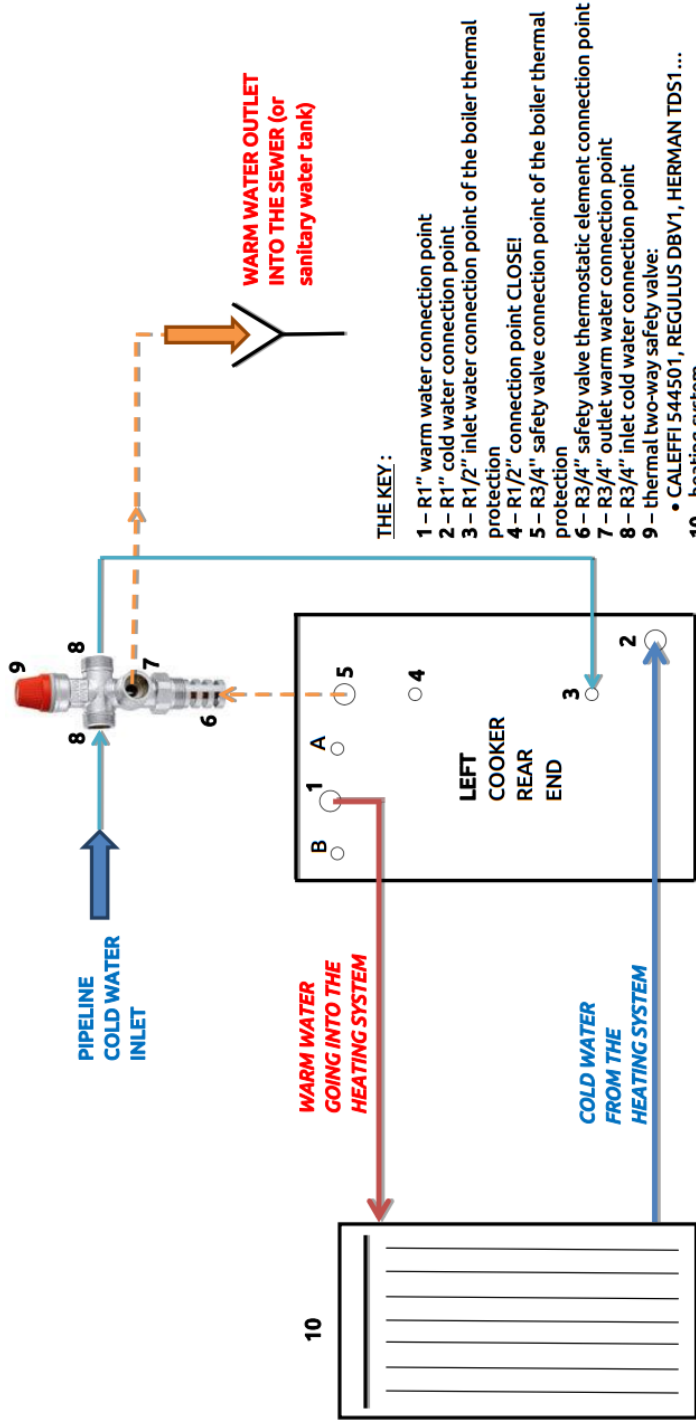 9
8
8
7
6
PIPELINE
COLD WATER
INLET
WARM WATER OUTLET
INTO THE SEWER (or
sanitary water tank)
WARM WATER
GOING INTO THE
HEATING SYSTEM
B
1
A
5
4
3
2
LEFT
COOKER
REAR
END
10
COLD WATER
FROM THE
HEATING SYSTEM
THE KEY :
1 – R1" warm water connection point
2 – R1" cold water connection point
3 – R1/2" inlet water connection point of the boiler thermal
protection
4 – R1/2" connection point CLOSE!
5 – R3/4" safety valve connection point of the boiler thermal
protection
6 – R3/4" safety valve thermostatic element connection point
7 – R3/4" outlet warm water connection point
8 – R3/4" inlet cold water connection point
9 – thermal two-way safety valve:
• CALEFFI 544501, REGULUS DBV1, HERMAN TDS1...
10 – heating system